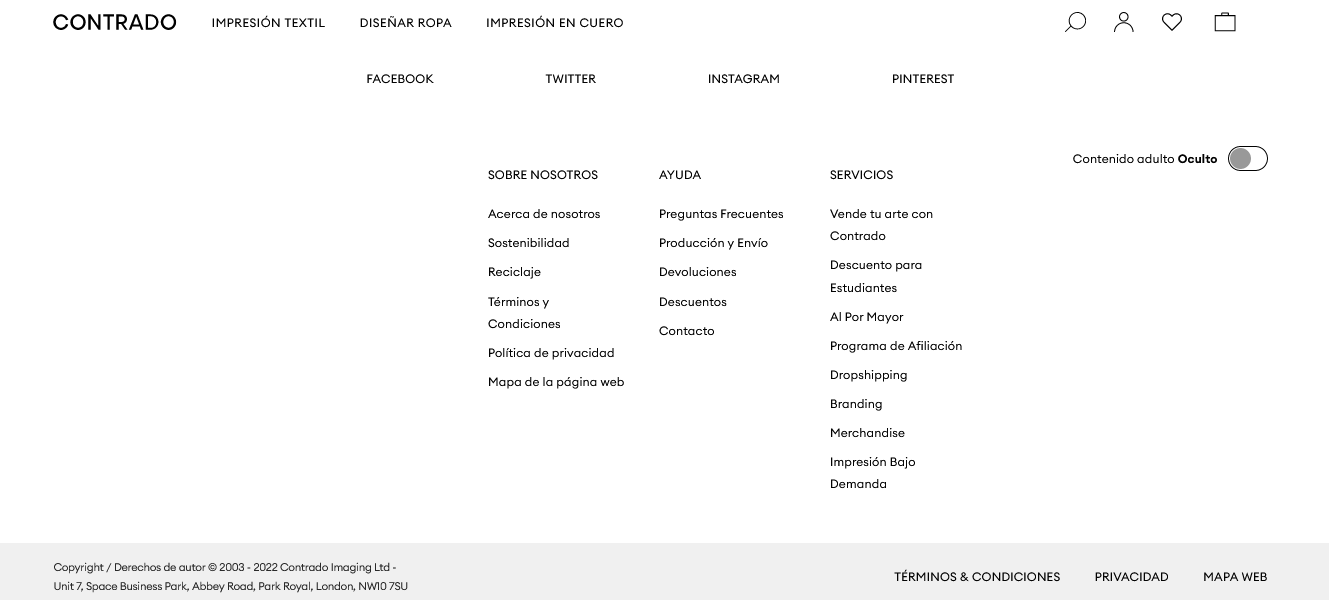 CONTRADO
IMPRESIÓN TEXTIL
DISEÑAR ROPA
IMPRESIÓN EN CUERO
FACEBOOK
TWITTER
INSTAGRAM
PINTEREST
Contenido adulto Oculto
SOBRE NOSOTROS
Acerca de nosotros
Sostenibilidad
Reciclaje
Términos y
Condiciones
Política de privacidad
Mapa de la página web
AYUDA
Preguntas Frecuentes
Producción y Envío
Devoluciones
Descuentos
Contacto
SERVICIOS
Vende tu arte con
Contrado
Descuento para
Estudiantes
Al Por Mayor
Programa de Afiliación
Dropshipping
Branding
Merchandise
Impresión Bajo
Demanda
Copyright / Derechos de autor © 2003 - 2022 Contrado Imaging Ltd -
Unit 7, Space Business Park, Abbey Road, Park Royal, London, NW10 7SU
TÉRMINOS & CONDICIONES
PRIVACIDAD
MAPA WEB